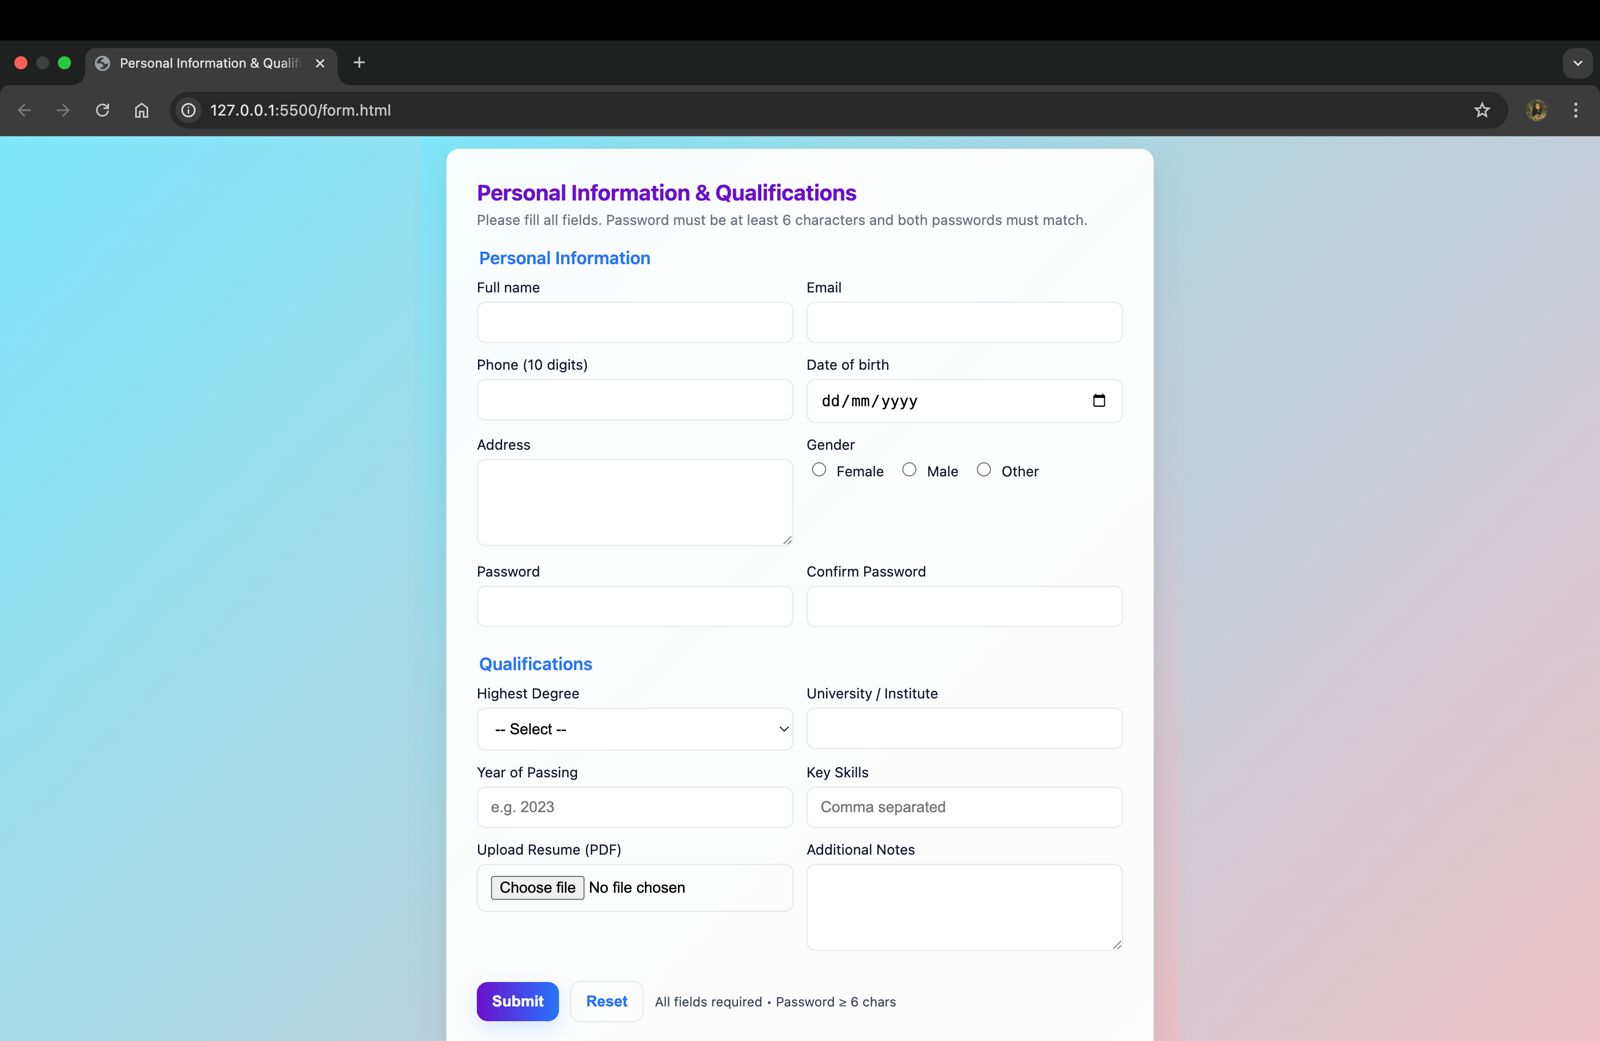 Personal Information & Qualifi
127.0.0.1:5500/form.html
Personal Information & Qualifications
Please fill all fields. Password must be at least 6 characters and both passwords must match.
Personal Information
Full name
Email
Phone (10 digits)
Date of birth
dd/mm/yyyy
Address
Gender
Female Male Other
Password
Confirm Password
Qualifications
Highest Degree
University / Institute
-- Select --
Year of Passing
Key Skills
e.g. 2023
Comma separated
Upload Resume (PDF)
Additional Notes
Choose file No file chosen
Submit Reset All fields required • Password ≥ 6 chars